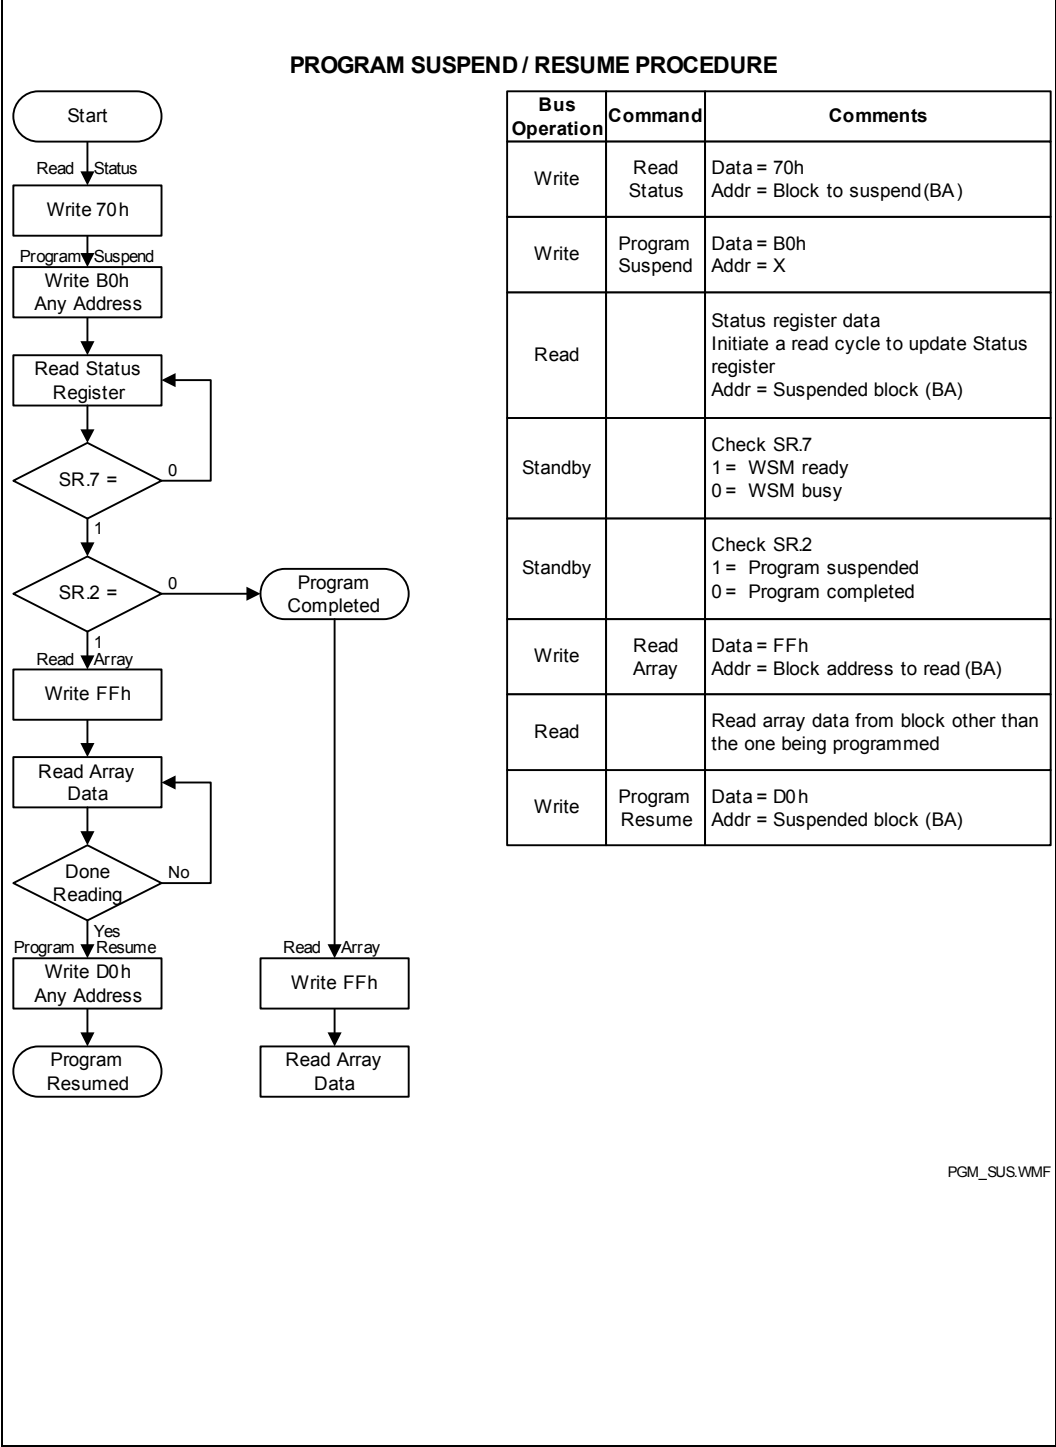 PROGRAM SUSPEND / RESUME PROCEDURE
Start
Read Status
Write 70h
Program Suspend
Write B0h
Any Address
Read Status
Register
SR.7 =
0
1
SR.2 =
0
Program
Completed
1
Read Array
Write FFh
Read Array
Data
Done
Reading
No
Yes
Program Resume
Write D0h
Any Address
Program
Resumed
Read Array
Write FFh
Read Array
Data
Bus
Operation
Command
Comments
Write
Read
Status
Data = 70h
Addr = Block to suspend (BA)
Write
Program
Suspend
Data = B0h
Addr = X
Read
Status register data
Initiate a read cycle to update Status
register
Addr = Suspended block (BA)
Standby
Check SR.7
1 = WSM ready
0 = WSM busy
Standby
Check SR.2
1 = Program suspended
0 = Program completed
Write
Read
Array
Data = FFh
Addr = Block address to read (BA)
Read
Read array data from block other than
the one being programmed
Write
Program
Resume
Data = D0h
Addr = Suspended block (BA)
PGM_SUS.WMF